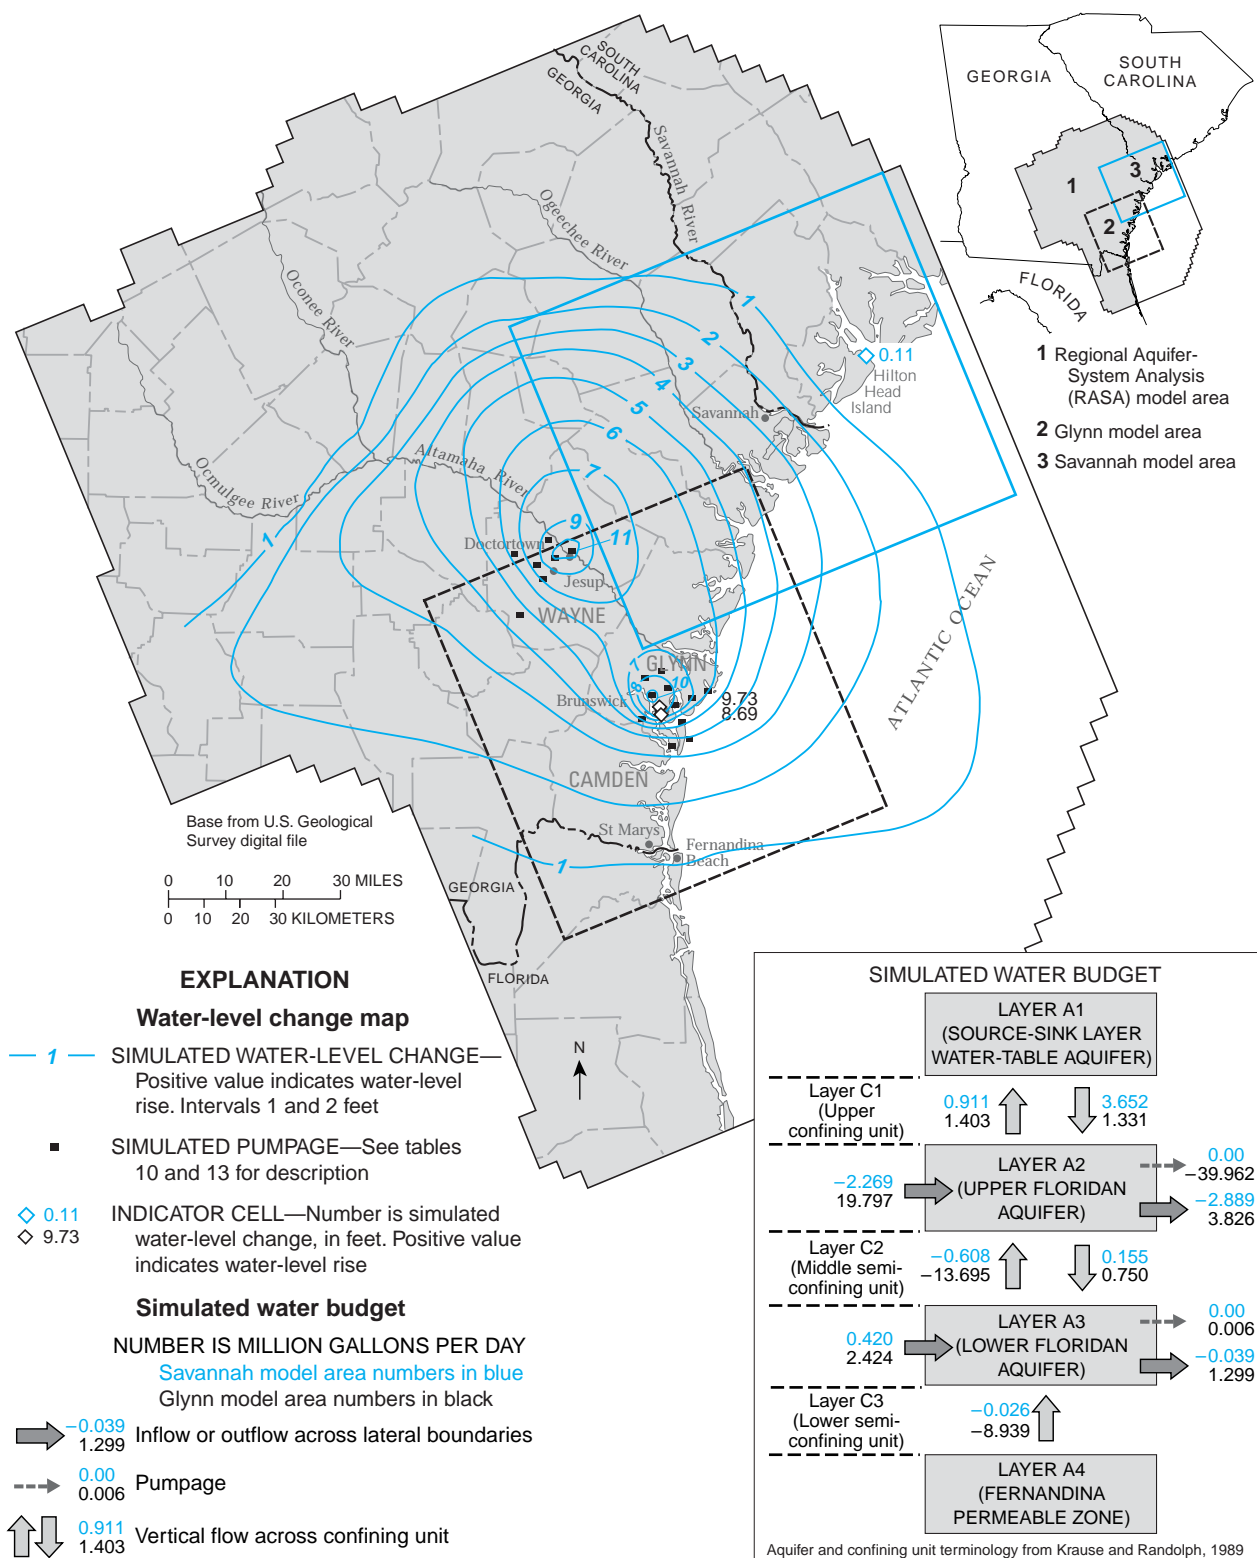 SOUTH
CAROLINA
GEORGIA
Savannah River
Ogeechee River
Oconee River
Ocmulgee River
Altamaha River
1
2
3
4
5
6
7
9
11
1
7
8
10
1
0.11
Hilton
Head
Island
Savannah
Doctortown
Jesup
WAYNE
GLYNN
Brunswick
9.73
8.69
CAMDEN
St Marys
Fernandina
Beach
ATLANTIC OCEAN
GEORGIA
FLORIDA
Base from U.S. Geological
Survey digital file
0 10 20 30 MILES
0 10 20 30 KILOMETERS
N
GEORGIA
SOUTH
CAROLINA
FLORIDA
1
2
3
1 Regional Aquifer-
System Analysis
(RASA) model area
2 Glynn model area
3 Savannah model area
EXPLANATION
Water-level change map
1 SIMULATED WATER-LEVEL CHANGE—
Positive value indicates water-level
rise. Intervals 1 and 2 feet
SIMULATED PUMPAGE—See tables
10 and 13 for description
0.11 INDICATOR CELL—Number is simulated
9.73 water-level change, in feet. Positive value
indicates water-level rise
Simulated water budget
NUMBER IS MILLION GALLONS PER DAY
Savannah model area numbers in blue
Glynn model area numbers in black
−0.039
1.299
Inflow or outflow across lateral boundaries
0.00
0.006
Pumpage
0.911
1.403
Vertical flow across confining unit
SIMULATED WATER BUDGET
LAYER A1
(SOURCE-SINK LAYER
WATER-TABLE AQUIFER)
Layer C1
(Upper
confining unit)
0.911
1.403
3.652
1.331
−2.269
19.797
LAYER A2
(UPPER FLORIDAN
AQUIFER)
0.00
−39.962
−2.889
3.826
Layer C2
(Middle semi-
confining unit)
−0.608
−13.695
0.155
0.750
0.420
2.424
LAYER A3
(LOWER FLORIDAN
AQUIFER)
0.00
0.006
−0.039
1.299
Layer C3
(Lower semi-
confining unit)
−0.026
−8.939
LAYER A4
(FERNANDINA
PERMEABLE ZONE)
Aquifer and confining unit terminology from Krause and Randolph, 1989